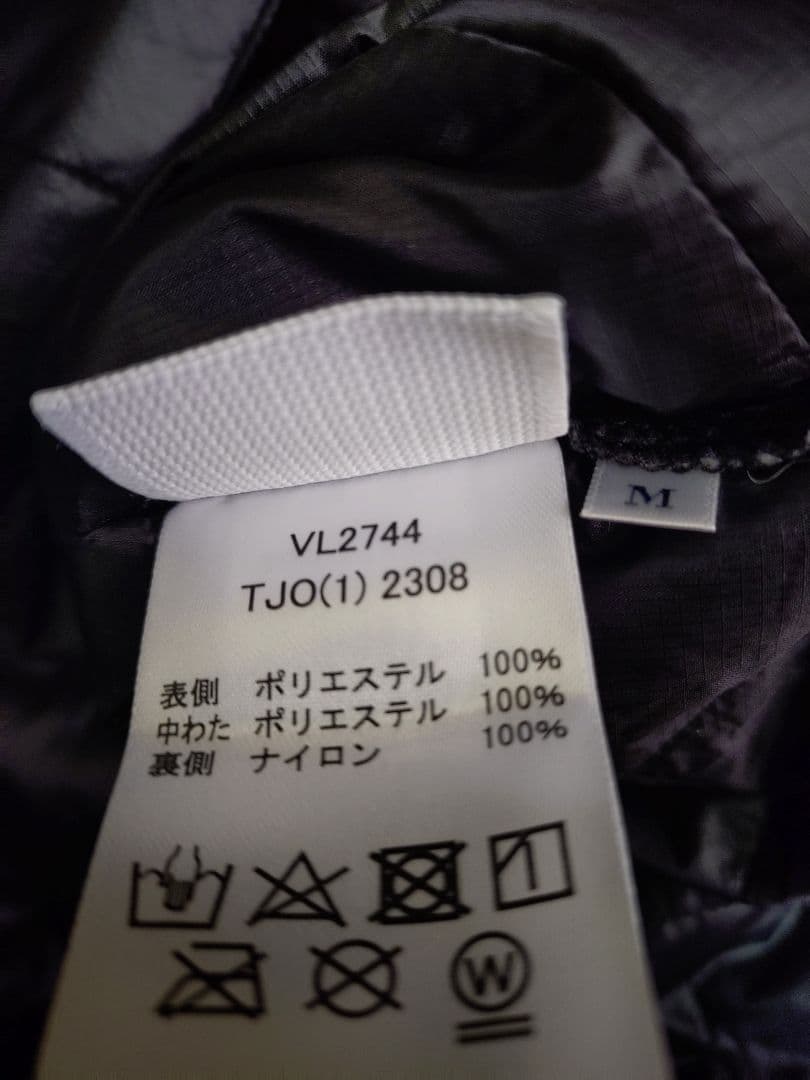 M
VL2744
TJO(1) 2308
表側 ポリエステル 100%
中わた ポリエステル 100%
裏側 ナイロン 100%
W